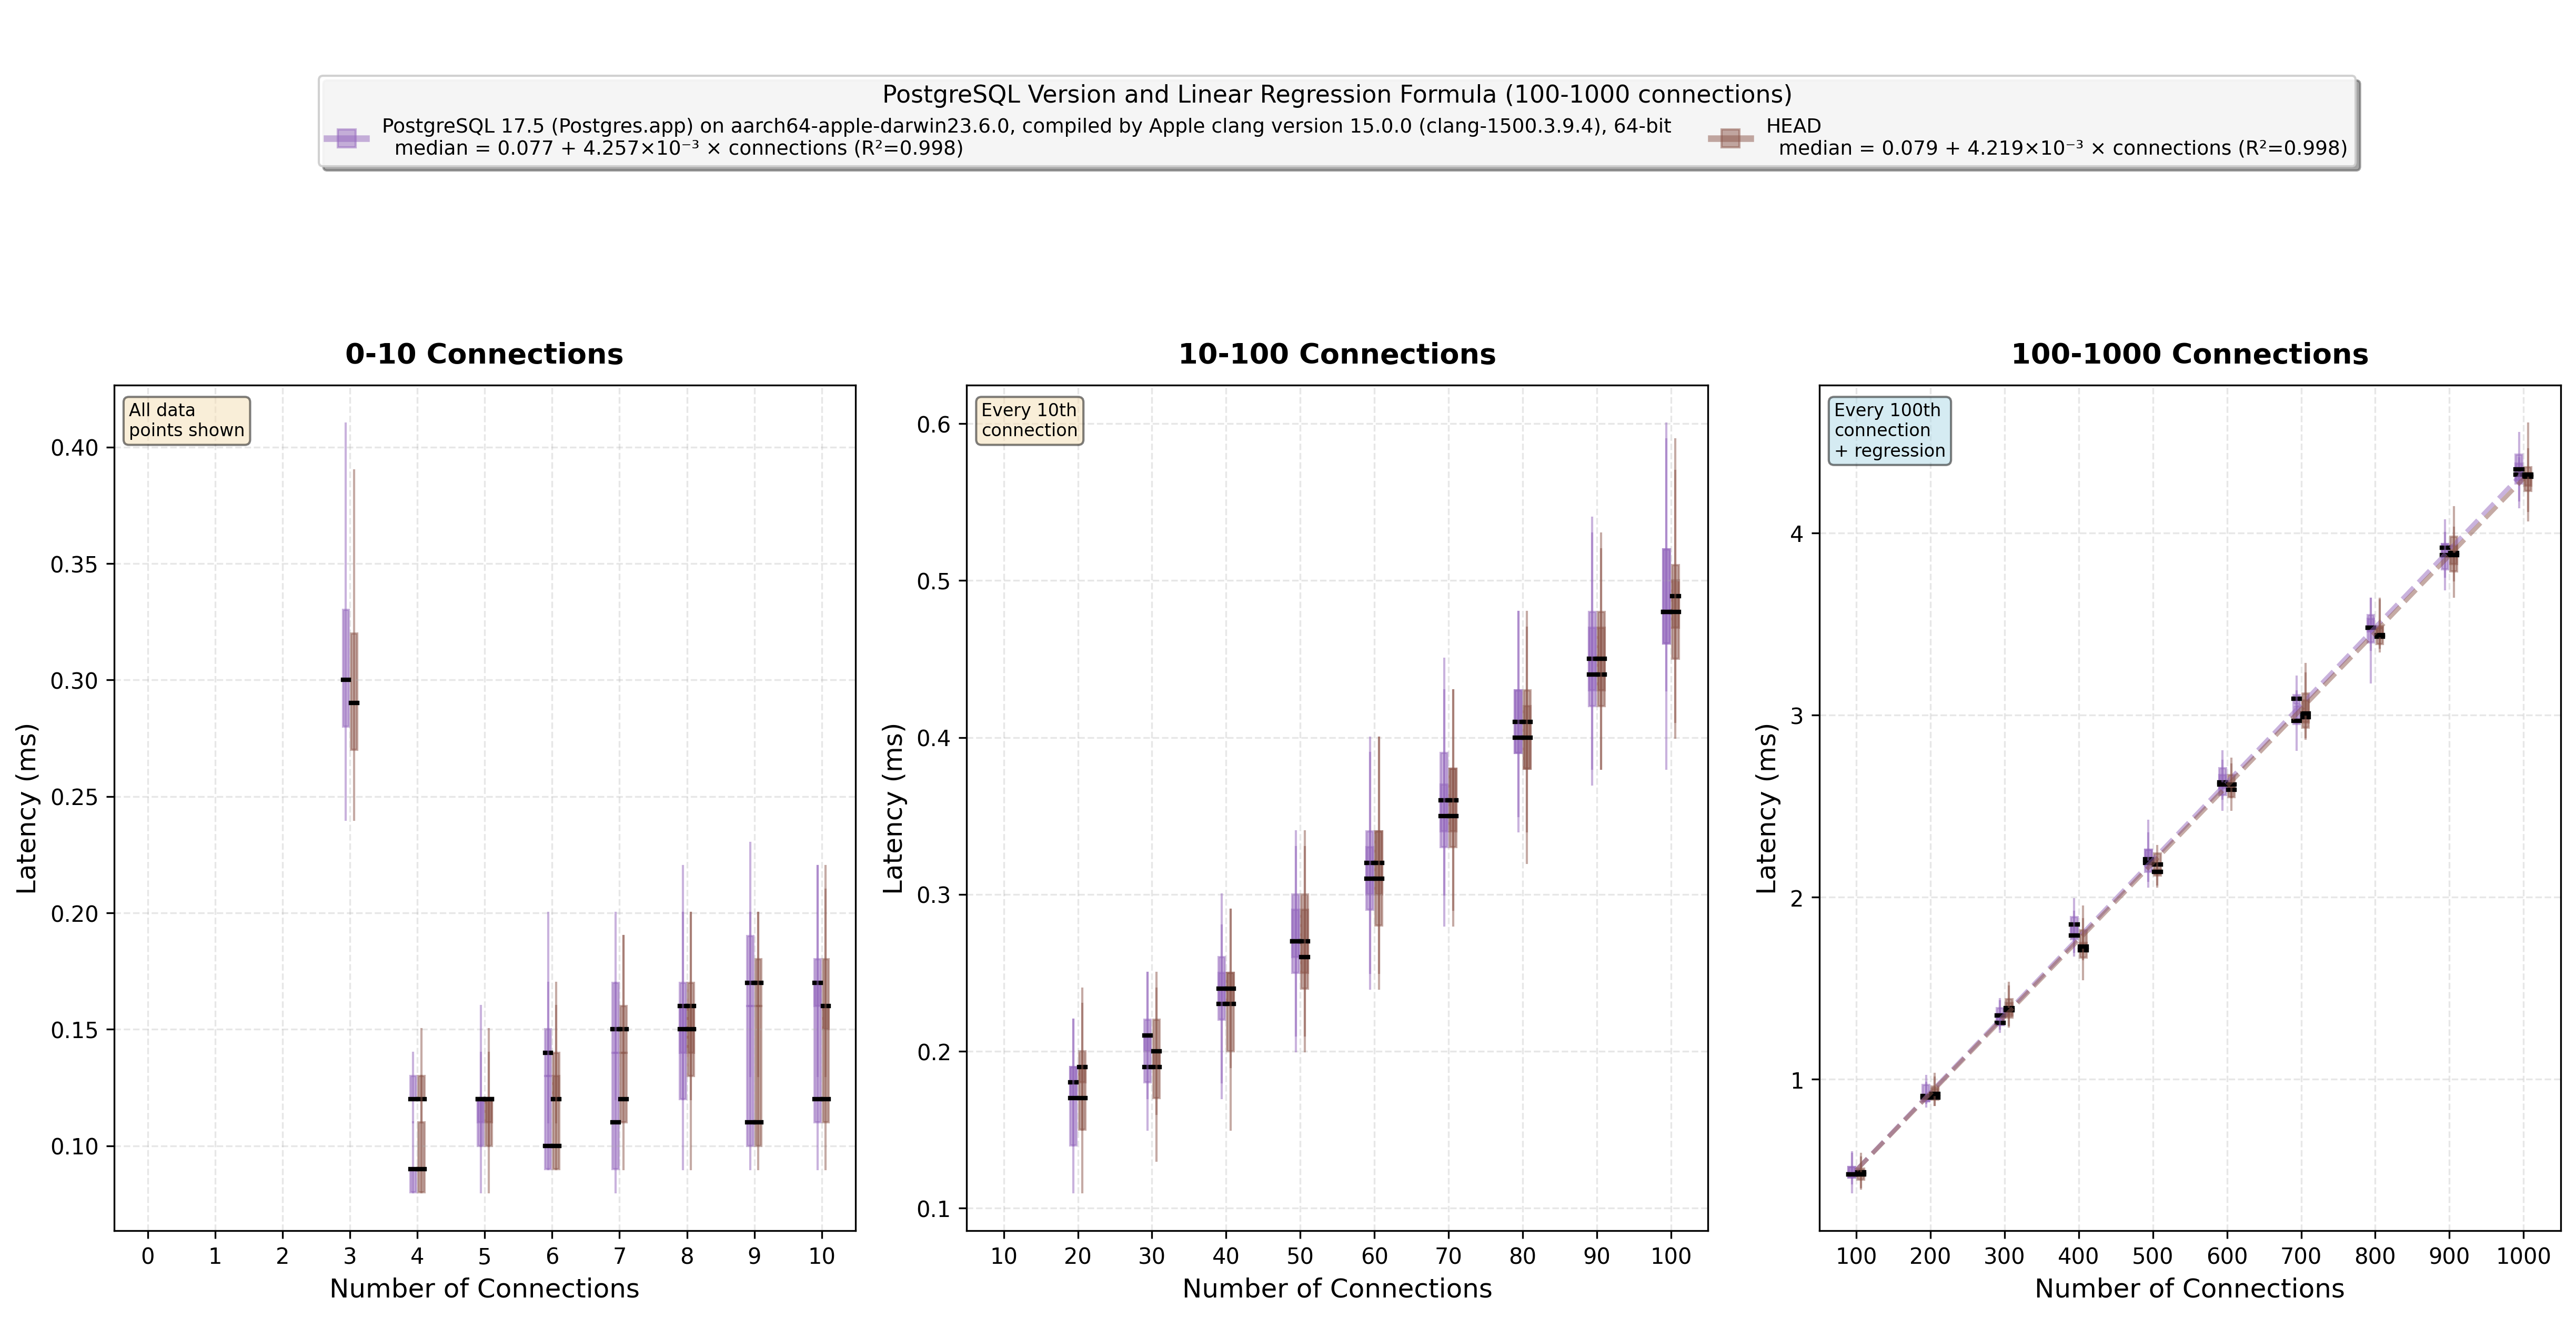 PostgreSQL Version and Linear Regression Formula (100-1000 connections)
PostgreSQL 17.5 (Postgres.app) on aarch64-apple-darwin23.6.0, compiled by Apple clang version 15.0.0 (clang-1500.3.9.4), 64-bit
median = 0.077 + 4.257×10⁻³ × connections (R²=0.998)
HEAD
median = 0.079 + 4.219×10⁻³ × connections (R²=0.998)
0-10 Connections
All data
points shown
0.40
0.35
0.30
0.25
0.20
0.15
0.10
Latency (ms)
0 1 2 3 4 5 6 7 8 9 10
Number of Connections
10-100 Connections
Every 10th
connection
0.6
0.5
0.4
0.3
0.2
0.1
Latency (ms)
10 20 30 40 50 60 70 80 90 100
Number of Connections
100-1000 Connections
Every 100th
connection
+ regression
4
3
2
1
Latency (ms)
100 200 300 400 500 600 700 800 900 1000
Number of Connections